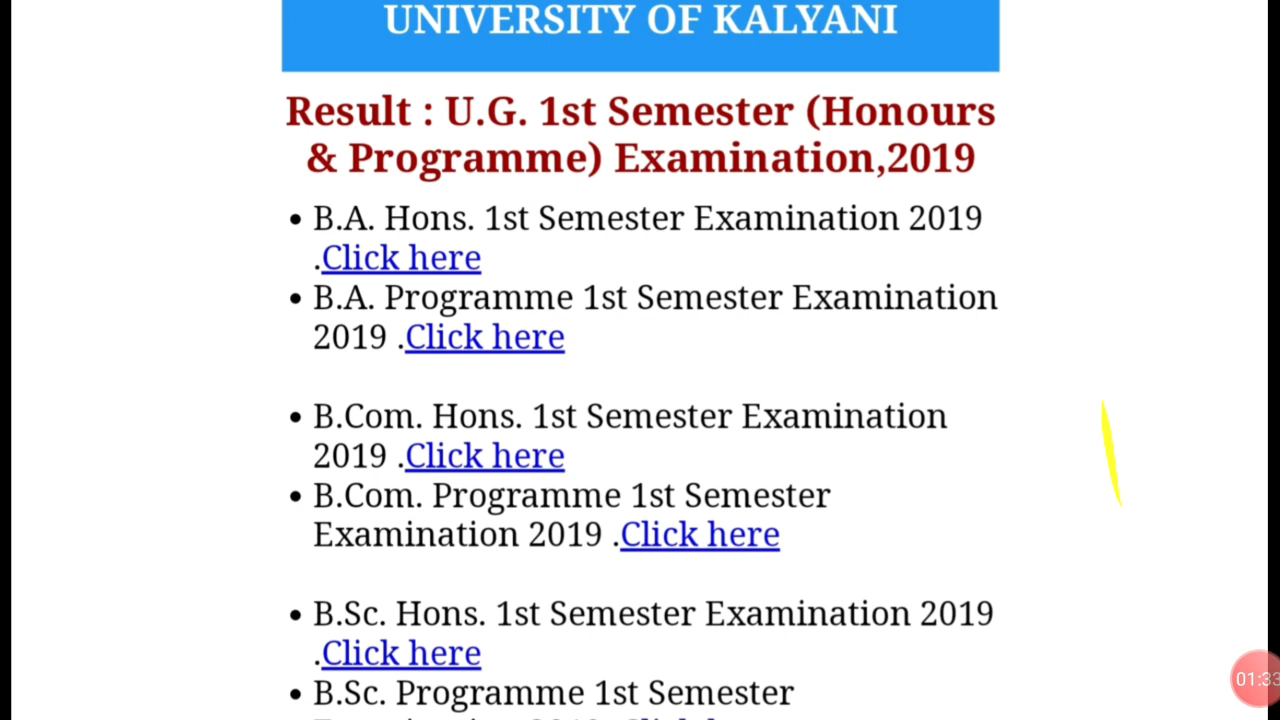 UNIVERSITY OF KALYANI
Result : U.G. 1st Semester (Honours
& Programme) Examination,2019
• B.A. Hons. 1st Semester Examination 2019
.Click here
• B.A. Programme 1st Semester Examination
2019 .Click here
• B.Com. Hons. 1st Semester Examination
2019 .Click here
• B.Com. Programme 1st Semester
Examination 2019 .Click here
• B.Sc. Hons. 1st Semester Examination 2019
.Click here
• B.Sc. Programme 1st Semester
01:33